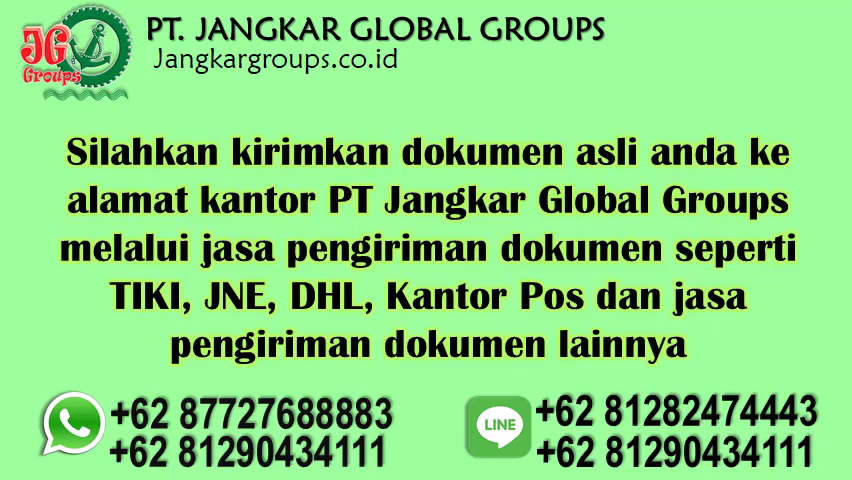 JG
Groups
PT. JANGKAR GLOBAL GROUPS
Jangkargroups.co.id
Silahkan kirimkan dokumen asli anda ke
alamat kantor PT Jangkar Global Groups
melalui jasa pengiriman dokumen seperti
TIKI, JNE, DHL, Kantor Pos dan jasa
pengiriman dokumen lainnya
+62 87727688883
+62 81290434111
LINE
+62 81282474443
+62 81290434111